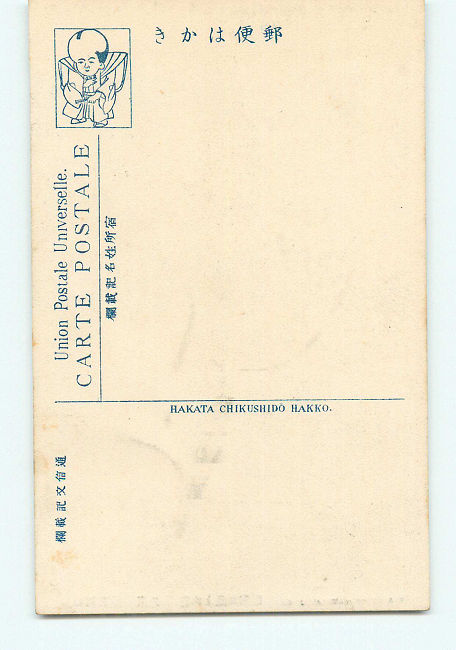 きかは便郵
Union Postale Universelle.
CARTE POSTALE
宿所姓名記載欄
HAKATA CHIKUSHIDŌ HAKKO.
通信文記載欄